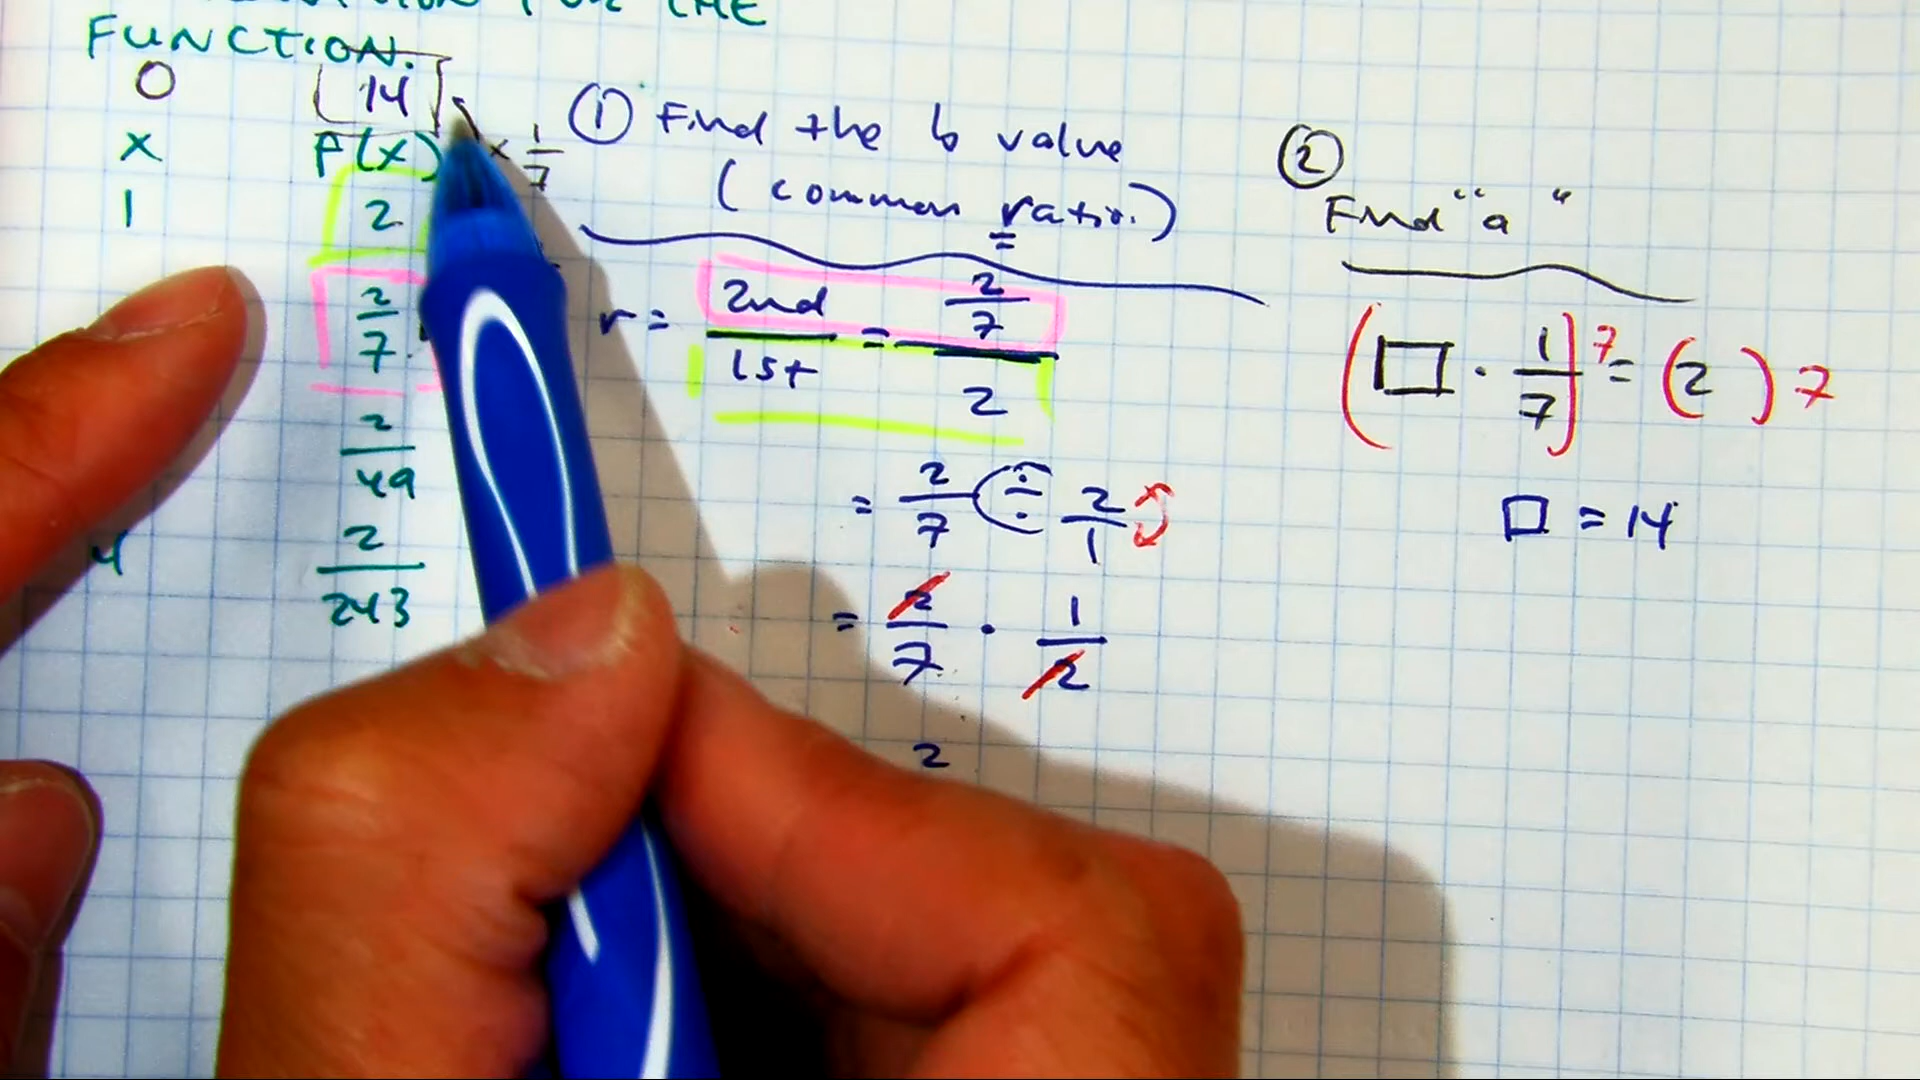 FOR THE
FUNCTION.
0 14
x F(x) × 1/7
1 2
2/7
2/49
4 2/243
① Find the b value
(common ratio.)
r = 2nd/1st = 2/7 / 2
= 2/7 ÷ 2/1
= 2/7 · 1/2
2
②
Find "a"
(□ · 1/7)7 = (2)7
□ = 14